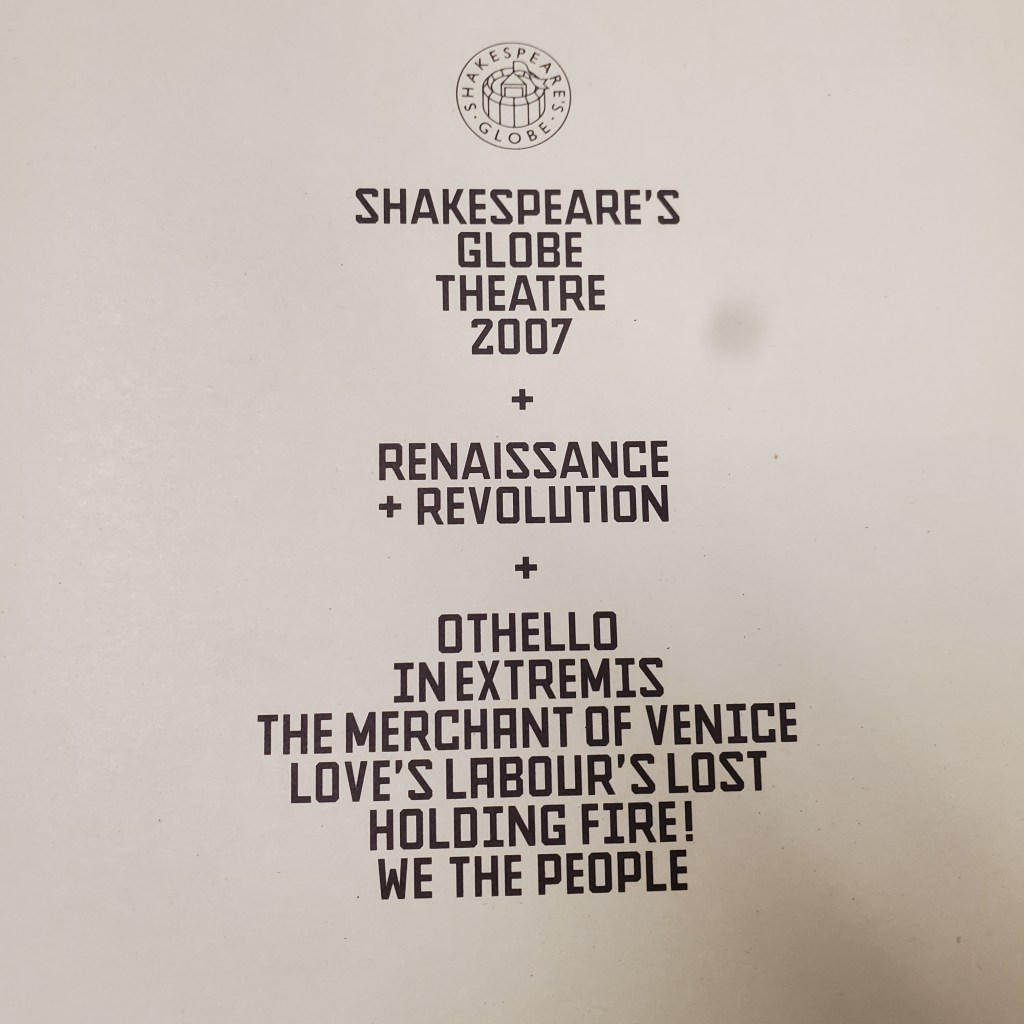 SHAKESPEARE'S · GLOBE ·
SHAKESPEARE'S
GLOBE
THEATRE
2007
+
RENAISSANCE
+ REVOLUTION
+
OTHELLO
IN EXTREMIS
THE MERCHANT OF VENICE
LOVE'S LABOUR'S LOST
HOLDING FIRE!
WE THE PEOPLE